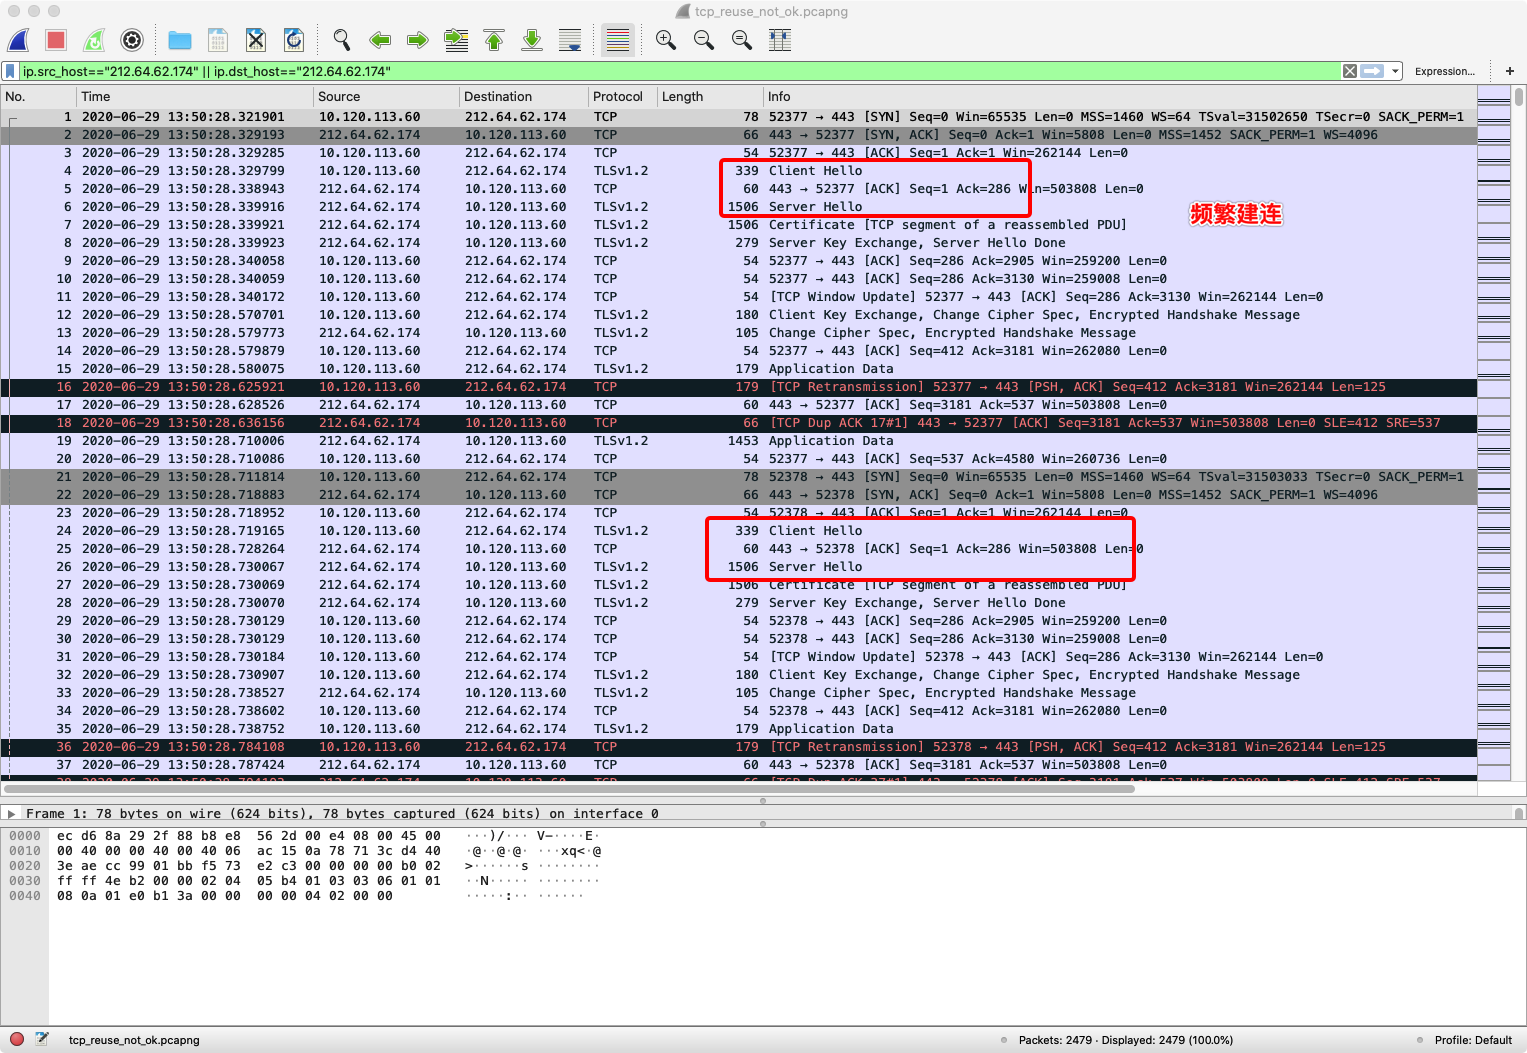 tcp_reuse_not_ok.pcapng
ip.src_host=="212.64.62.174" || ip.dst_host=="212.64.62.174"
Expression...
+
No. Time Source Destination Protocol Length Info
1 2020-06-29 13:50:28.321901 10.120.113.60 212.64.62.174 TCP 78 52377 → 443 [SYN] Seq=0 Win=65535 Len=0 MSS=1460 WS=64 TSval=31502650 TSecr=0 SACK_PERM=1
2 2020-06-29 13:50:28.329193 212.64.62.174 10.120.113.60 TCP 66 443 → 52377 [SYN, ACK] Seq=0 Ack=1 Win=5808 Len=0 MSS=1452 SACK_PERM=1 WS=4096
3 2020-06-29 13:50:28.329285 10.120.113.60 212.64.62.174 TCP 54 52377 → 443 [ACK] Seq=1 Ack=1 Win=262144 Len=0
4 2020-06-29 13:50:28.329799 10.120.113.60 212.64.62.174 TLSv1.2 339 Client Hello
5 2020-06-29 13:50:28.338943 212.64.62.174 10.120.113.60 TCP 60 443 → 52377 [ACK] Seq=1 Ack=286 Win=503808 Len=0
6 2020-06-29 13:50:28.339916 212.64.62.174 10.120.113.60 TLSv1.2 1506 Server Hello
频繁建连
7 2020-06-29 13:50:28.339921 212.64.62.174 10.120.113.60 TLSv1.2 1506 Certificate [TCP segment of a reassembled PDU]
8 2020-06-29 13:50:28.339923 212.64.62.174 10.120.113.60 TLSv1.2 279 Server Key Exchange, Server Hello Done
9 2020-06-29 13:50:28.340058 10.120.113.60 212.64.62.174 TCP 54 52377 → 443 [ACK] Seq=286 Ack=2905 Win=259200 Len=0
10 2020-06-29 13:50:28.340059 10.120.113.60 212.64.62.174 TCP 54 52377 → 443 [ACK] Seq=286 Ack=3130 Win=259008 Len=0
11 2020-06-29 13:50:28.340172 10.120.113.60 212.64.62.174 TCP 54 [TCP Window Update] 52377 → 443 [ACK] Seq=286 Ack=3130 Win=262144 Len=0
12 2020-06-29 13:50:28.570701 10.120.113.60 212.64.62.174 TLSv1.2 180 Client Key Exchange, Change Cipher Spec, Encrypted Handshake Message
13 2020-06-29 13:50:28.579773 212.64.62.174 10.120.113.60 TLSv1.2 105 Change Cipher Spec, Encrypted Handshake Message
14 2020-06-29 13:50:28.579879 10.120.113.60 212.64.62.174 TCP 54 52377 → 443 [ACK] Seq=412 Ack=3181 Win=262080 Len=0
15 2020-06-29 13:50:28.580075 10.120.113.60 212.64.62.174 TLSv1.2 179 Application Data
16 2020-06-29 13:50:28.625921 10.120.113.60 212.64.62.174 TCP 179 [TCP Retransmission] 52377 → 443 [PSH, ACK] Seq=412 Ack=3181 Win=262144 Len=125
17 2020-06-29 13:50:28.628526 212.64.62.174 10.120.113.60 TCP 60 443 → 52377 [ACK] Seq=3181 Ack=537 Win=503808 Len=0
18 2020-06-29 13:50:28.636156 212.64.62.174 10.120.113.60 TCP 66 [TCP Dup ACK 17#1] 443 → 52377 [ACK] Seq=3181 Ack=537 Win=503808 Len=0 SLE=412 SRE=537
19 2020-06-29 13:50:28.710006 212.64.62.174 10.120.113.60 TLSv1.2 1453 Application Data
20 2020-06-29 13:50:28.710086 10.120.113.60 212.64.62.174 TCP 54 52377 → 443 [ACK] Seq=537 Ack=4580 Win=260736 Len=0
21 2020-06-29 13:50:28.711814 10.120.113.60 212.64.62.174 TCP 78 52378 → 443 [SYN] Seq=0 Win=65535 Len=0 MSS=1460 WS=64 TSval=31503033 TSecr=0 SACK_PERM=1
22 2020-06-29 13:50:28.718883 212.64.62.174 10.120.113.60 TCP 66 443 → 52378 [SYN, ACK] Seq=0 Ack=1 Win=5808 Len=0 MSS=1452 SACK_PERM=1 WS=4096
23 2020-06-29 13:50:28.718952 10.120.113.60 212.64.62.174 TCP 54 52378 → 443 [ACK] Seq=1 Ack=1 Win=262144 Len=0
24 2020-06-29 13:50:28.719165 10.120.113.60 212.64.62.174 TLSv1.2 339 Client Hello
25 2020-06-29 13:50:28.728264 212.64.62.174 10.120.113.60 TCP 60 443 → 52378 [ACK] Seq=1 Ack=286 Win=503808 Len=0
26 2020-06-29 13:50:28.730067 212.64.62.174 10.120.113.60 TLSv1.2 1506 Server Hello
27 2020-06-29 13:50:28.730069 212.64.62.174 10.120.113.60 TLSv1.2 1506 Certificate [TCP segment of a reassembled PDU]
28 2020-06-29 13:50:28.730070 212.64.62.174 10.120.113.60 TLSv1.2 279 Server Key Exchange, Server Hello Done
29 2020-06-29 13:50:28.730129 10.120.113.60 212.64.62.174 TCP 54 52378 → 443 [ACK] Seq=286 Ack=2905 Win=259200 Len=0
30 2020-06-29 13:50:28.730129 10.120.113.60 212.64.62.174 TCP 54 52378 → 443 [ACK] Seq=286 Ack=3130 Win=259008 Len=0
31 2020-06-29 13:50:28.730184 10.120.113.60 212.64.62.174 TCP 54 [TCP Window Update] 52378 → 443 [ACK] Seq=286 Ack=3130 Win=262144 Len=0
32 2020-06-29 13:50:28.730907 10.120.113.60 212.64.62.174 TLSv1.2 180 Client Key Exchange, Change Cipher Spec, Encrypted Handshake Message
33 2020-06-29 13:50:28.738527 212.64.62.174 10.120.113.60 TLSv1.2 105 Change Cipher Spec, Encrypted Handshake Message
34 2020-06-29 13:50:28.738602 10.120.113.60 212.64.62.174 TCP 54 52378 → 443 [ACK] Seq=412 Ack=3181 Win=262080 Len=0
35 2020-06-29 13:50:28.738752 10.120.113.60 212.64.62.174 TLSv1.2 179 Application Data
36 2020-06-29 13:50:28.784108 10.120.113.60 212.64.62.174 TCP 179 [TCP Retransmission] 52378 → 443 [PSH, ACK] Seq=412 Ack=3181 Win=262144 Len=125
37 2020-06-29 13:50:28.787424 212.64.62.174 10.120.113.60 TCP 60 443 → 52378 [ACK] Seq=3181 Ack=537 Win=503808 Len=0
Frame 1: 78 bytes on wire (624 bits), 78 bytes captured (624 bits) on interface 0
0000 ec d6 8a 29 2f 88 b8 e8 56 2d 00 e4 08 00 45 00 ···)/··· V-····E·
0010 00 40 00 00 40 00 40 06 ac 15 0a 78 71 3c d4 40 ·@··@·@· ···xq<·@
0020 3e ae cc 99 01 bb f5 73 e2 c3 00 00 00 00 b0 02 >······s ········
0030 ff ff 4e b2 00 00 02 04 05 b4 01 03 03 06 01 01 ··N····· ········
0040 08 0a 01 e0 b1 3a 00 00 00 00 04 02 00 00 ·····:·· ······
tcp_reuse_not_ok.pcapng
Packets: 2479 · Displayed: 2479 (100.0%)
Profile: Default